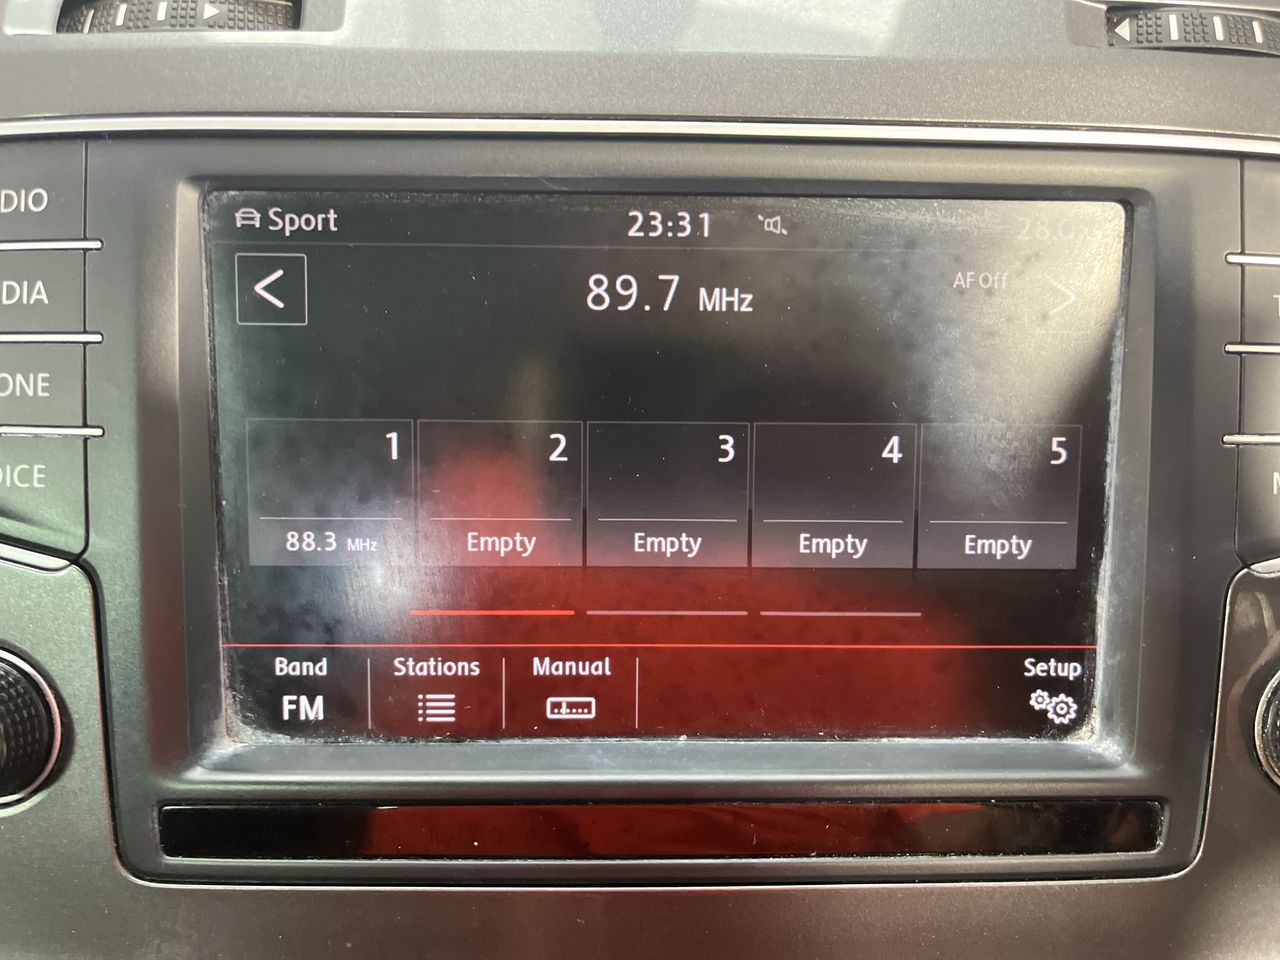 Sport 23:31
89.7 MHz AF Off
1 2 3 4 5
88.3 MHz Empty Empty Empty Empty
Band Stations Manual Setup
FM
DIO
DIA
ONE
OICE